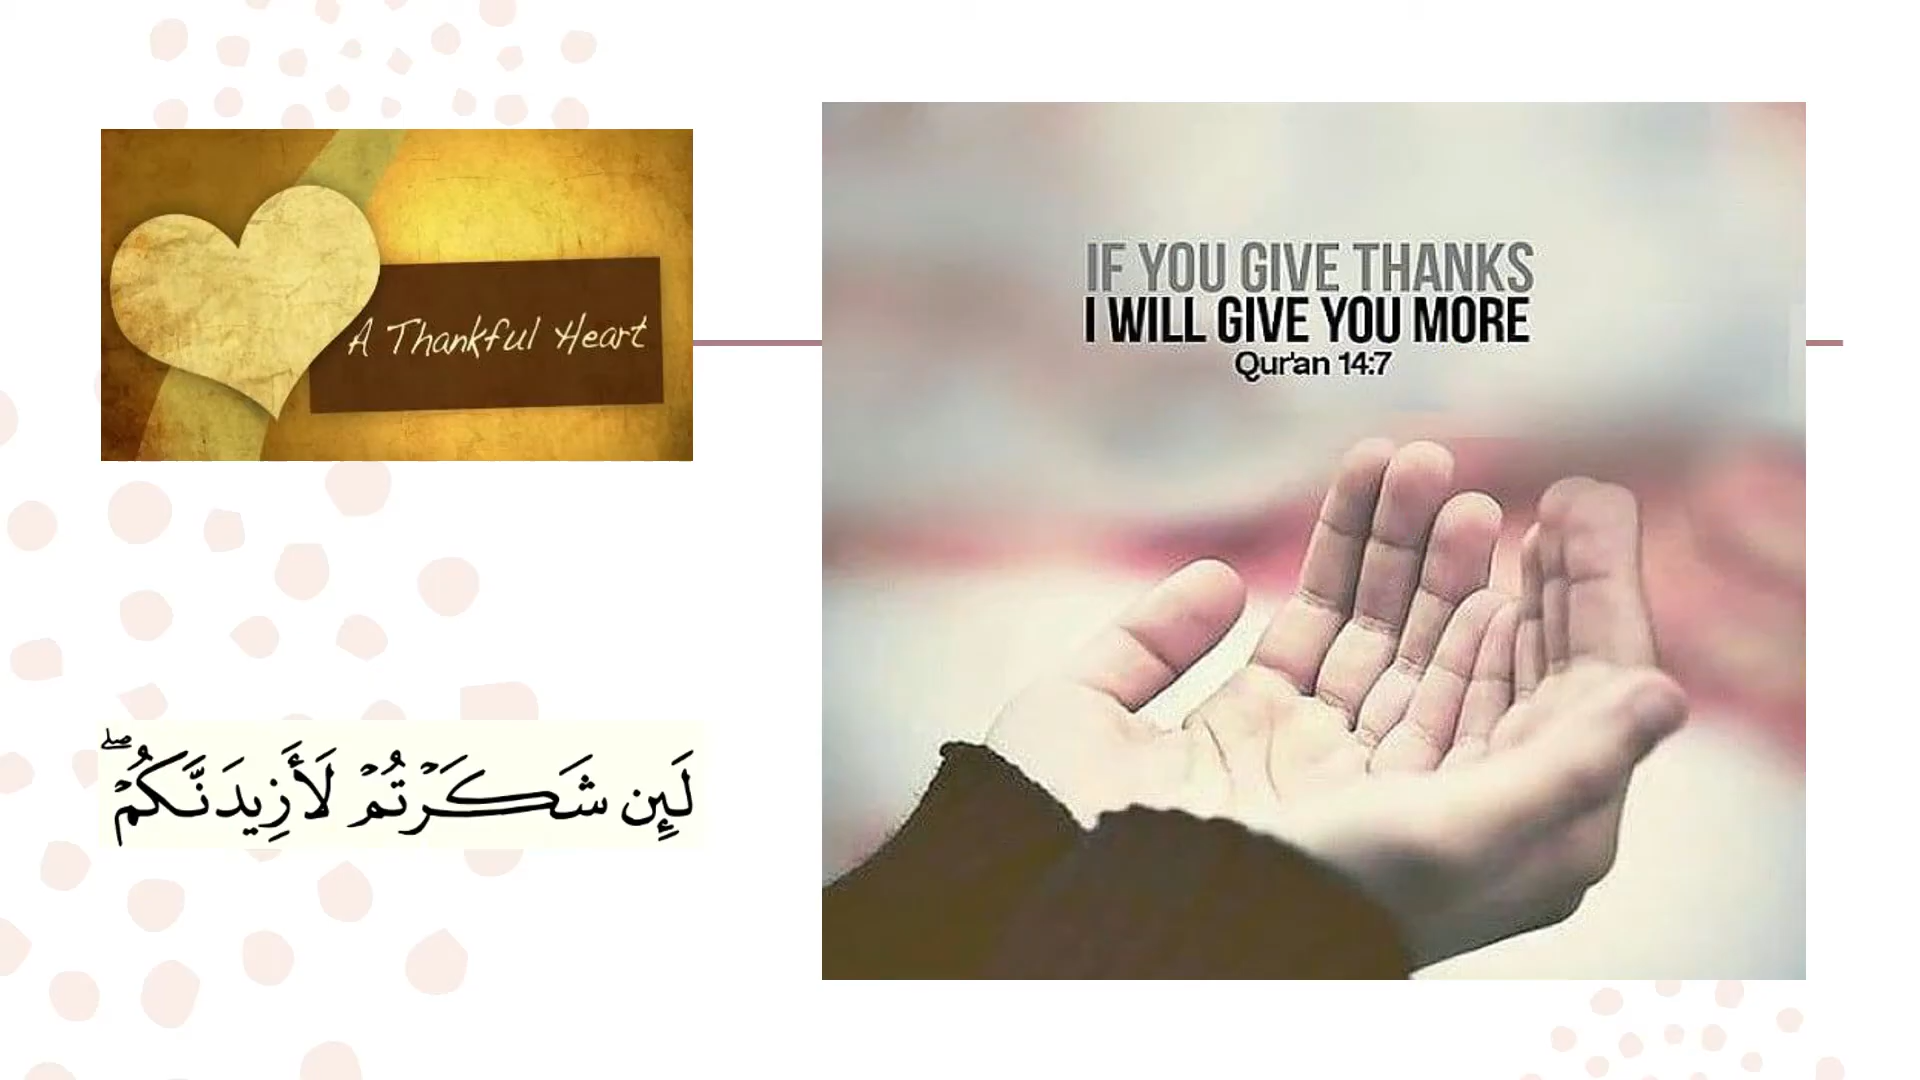 A Thankful Heart
IF YOU GIVE THANKS
I WILL GIVE YOU MORE
Qur'an 14:7
لَئِن شَكَرْتُمْ لَأَزِيدَنَّكُمْ ۖ